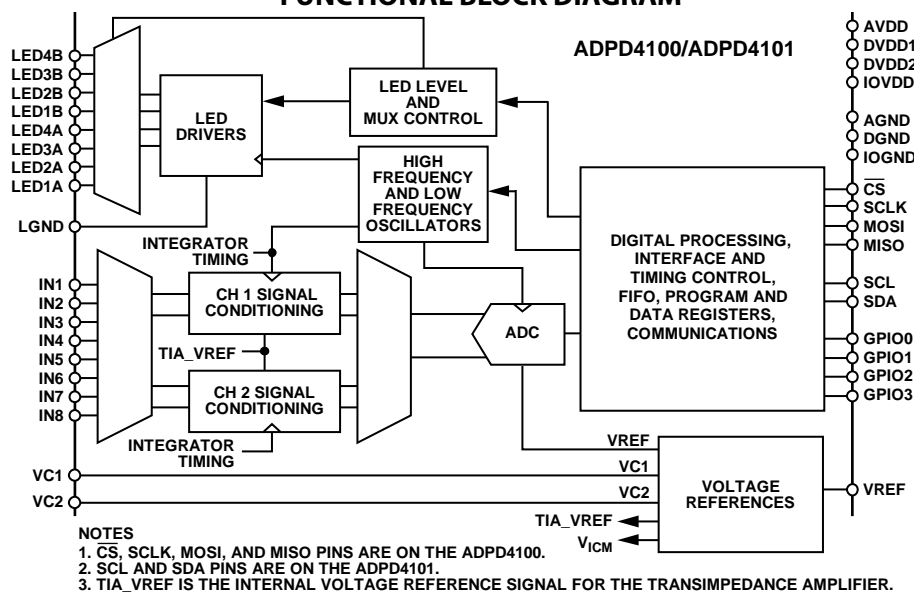 FUNCTIONAL BLOCK DIAGRAM
ADPD4100/ADPD4101
LED4B
LED3B
LED2B
LED1B
LED4A
LED3A
LED2A
LED1A
LGND
LED
DRIVERS
LED LEVEL
AND
MUX CONTROL
HIGH
FREQUENCY
AND LOW
FREQUENCY
OSCILLATORS
INTEGRATOR
TIMING
IN1
IN2
IN3
IN4
IN5
IN6
IN7
IN8
CH 1 SIGNAL
CONDITIONING
TIA_VREF
CH 2 SIGNAL
CONDITIONING
INTEGRATOR
TIMING
ADC
DIGITAL PROCESSING,
INTERFACE AND
TIMING CONTROL,
FIFO, PROGRAM AND
DATA REGISTERS,
COMMUNICATIONS
AVDD
DVDD1
DVDD2
IOVDD
AGND
DGND
IOGND
CS
SCLK
MOSI
MISO
SCL
SDA
GPIO0
GPIO1
GPIO2
GPIO3
VC1
VC2
VREF
VC1
VC2
TIA_VREF
VICM
VOLTAGE
REFERENCES
VREF
NOTES
1. CS, SCLK, MOSI, AND MISO PINS ARE ON THE ADPD4100.
2. SCL AND SDA PINS ARE ON THE ADPD4101.
3. TIA_VREF IS THE INTERNAL VOLTAGE REFERENCE SIGNAL FOR THE TRANSIMPEDANCE AMPLIFIER.